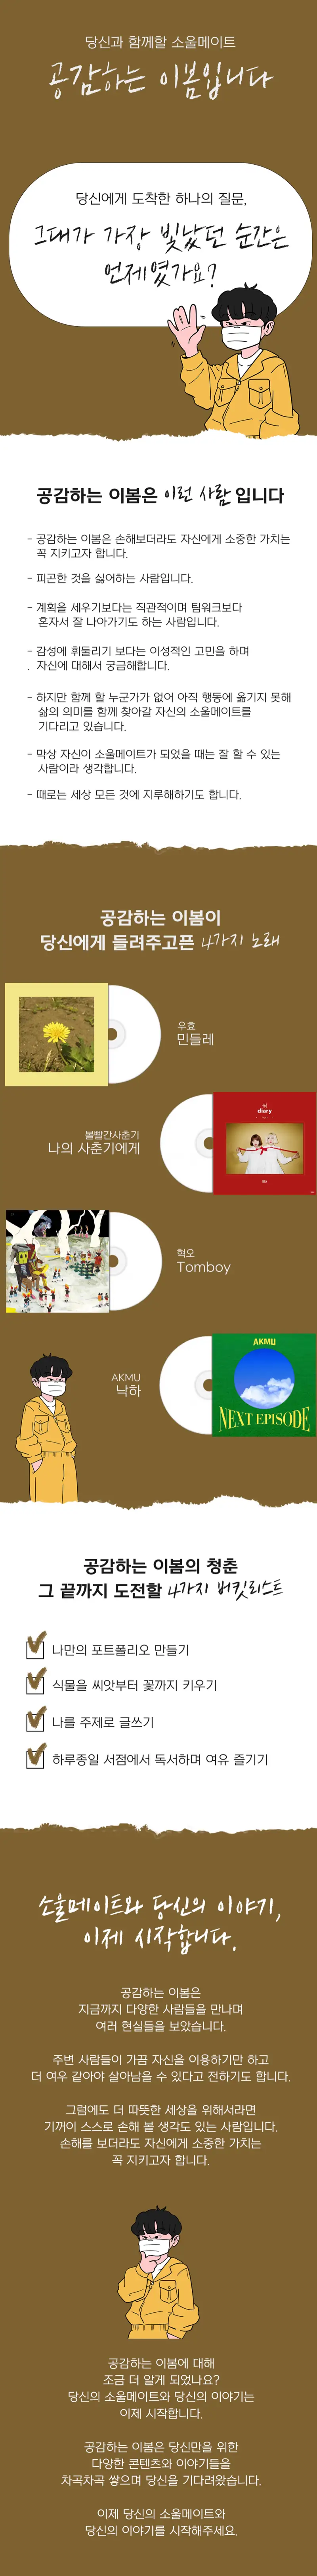 당신과 함께할 소울메이트
공감하는 이봄입니다
당신에게 도착한 하나의 질문,
그대가 가장 빛났던 순간은
언제였가요?
공감하는 이봄은 이런 사람 입니다
- 공감하는 이봄은 손해보더라도 자신에게 소중한 가치는
꼭 지키고자 합니다.
- 피곤한 것을 싫어하는 사람입니다.
- 계획을 세우기보다는 직관적이며 팀워크보다
혼자서 잘 나아가기도 하는 사람입니다.
- 감성에 휘둘리기 보다는 이성적인 고민을 하며
. 자신에 대해서 궁금해합니다.
- 하지만 함께 할 누군가가 없어 아직 행동에 옮기지 못해
삶의 의미를 함께 찾아갈 자신의 소울메이트를
기다리고 있습니다.
- 막상 자신이 소울메이트가 되었을 때는 잘 할 수 있는
사람이라 생각합니다.
- 때로는 세상 모든 것에 지루해하기도 합니다.
공감하는 이봄이
당신에게 들려주고픈 4가지 노래
우효
민들레
볼빨간사춘기
나의 사춘기에게
diary
혁오
Tomboy
AKMU
낙하
AKMU
NEXT EPISODE
공감하는 이봄의 청춘
그 끝까지 도전할 4가지 버킷리스트
나만의 포트폴리오 만들기
식물을 씨앗부터 꽃까지 키우기
나를 주제로 글쓰기
하루종일 서점에서 독서하며 여유 즐기기
소울메이트와 당신의 이야기,
이제 시작합니다.
공감하는 이봄은
지금까지 다양한 사람들을 만나며
여러 현실들을 보았습니다.
주변 사람들이 가끔 자신을 이용하기만 하고
더 여우 같아야 살아남을 수 있다고 전하기도 합니다.
그럼에도 더 따뜻한 세상을 위해서라면
기꺼이 스스로 손해 볼 생각도 있는 사람입니다.
손해를 보더라도 자신에게 소중한 가치는
꼭 지키고자 합니다.
공감하는 이봄에 대해
조금 더 알게 되었나요?
당신의 소울메이트와 당신의 이야기는
이제 시작합니다.
공감하는 이봄은 당신만을 위한
다양한 콘텐츠와 이야기들을
차곡차곡 쌓으며 당신을 기다려왔습니다.
이제 당신의 소울메이트와
당신의 이야기를 시작해주세요.